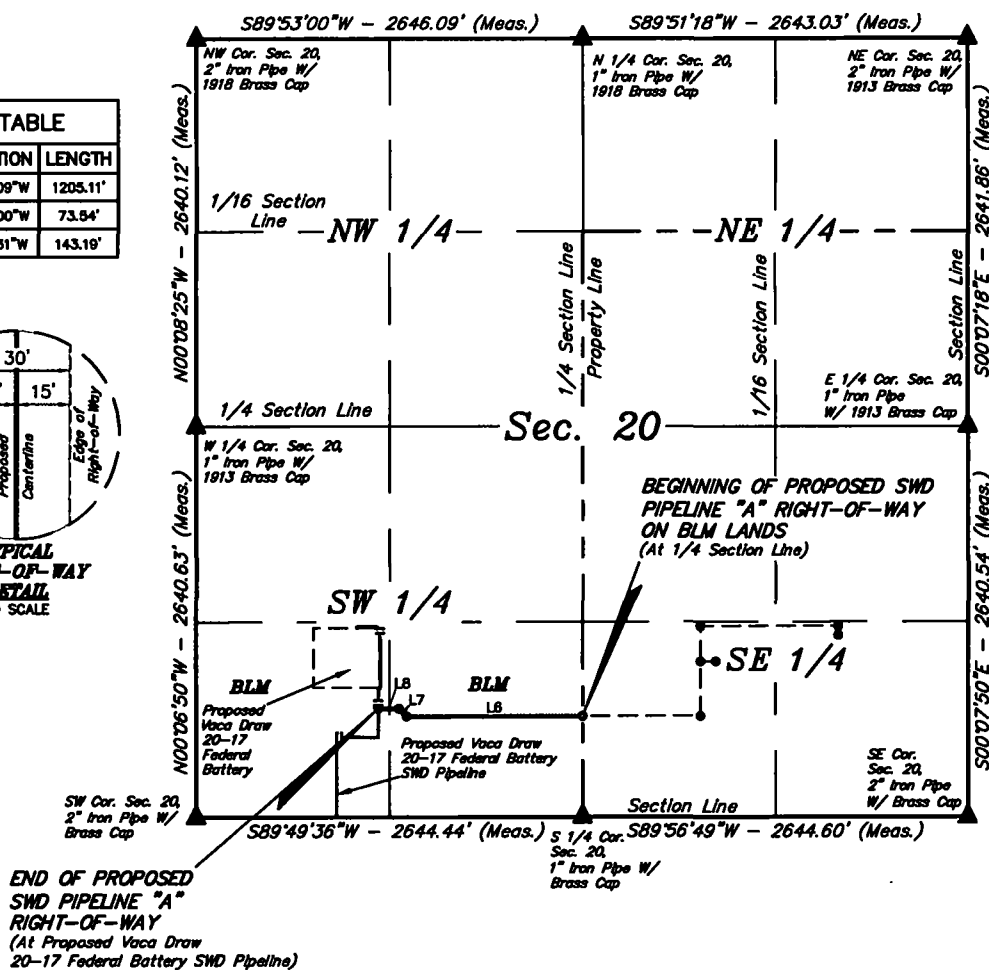 S89°53'00"W – 2646.09' (Meas.)
S89°51'18"W – 2643.03' (Meas.)
NW Cor. Sec. 20,
2" Iron Pipe W/
1918 Brass Cap
N 1/4 Cor. Sec. 20,
1" Iron Pipe W/
1918 Brass Cap
NE Cor. Sec. 20,
2" Iron Pipe W/
1913 Brass Cap
TABLE
TION LENGTH
09"W 1205.11'
00"W 73.54'
51"W 143.19'
N00°08'25"W – 2640.12' (Meas.)
S00°07'18"E – 2641.86' (Meas.)
1/16 Section
Line
NW 1/4
NE 1/4
1/4 Section Line
Property Line
1/16 Section Line
Section Line
30'
15'
Proposed
Centerline
Edge of
Right-of-Way
TYPICAL
-OF-WAY
DETAIL
SCALE
1/4 Section Line
Sec. 20
E 1/4 Cor. Sec. 20,
1" Iron Pipe
W/ 1913 Brass Cap
W 1/4 Cor. Sec. 20,
1" Iron Pipe W/
1913 Brass Cap
BEGINNING OF PROPOSED SWD
PIPELINE "A" RIGHT-OF-WAY
ON BLM LANDS
(At 1/4 Section Line)
N00°06'50"W – 2640.63' (Meas.)
S00°07'50"E – 2640.54' (Meas.)
SW 1/4
SE 1/4
BLM
BLM
L8
L7
L6
Proposed
Vaca Draw
20-17
Federal
Battery
Proposed Vaca Draw
20-17 Federal Battery
SWD Pipeline
SE Cor.
Sec. 20,
2" Iron Pipe
W/ Brass Cap
SW Cor. Sec. 20,
2" Iron Pipe W/
Brass Cap
Section Line
S89°49'36"W – 2644.44' (Meas.)
S89°56'49"W – 2644.60' (Meas.)
S 1/4 Cor.
Sec. 20,
1" Iron Pipe W/
Brass Cap
END OF PROPOSED
SWD PIPELINE "A"
RIGHT-OF-WAY
(At Proposed Vaca Draw
20-17 Federal Battery SWD Pipeline)